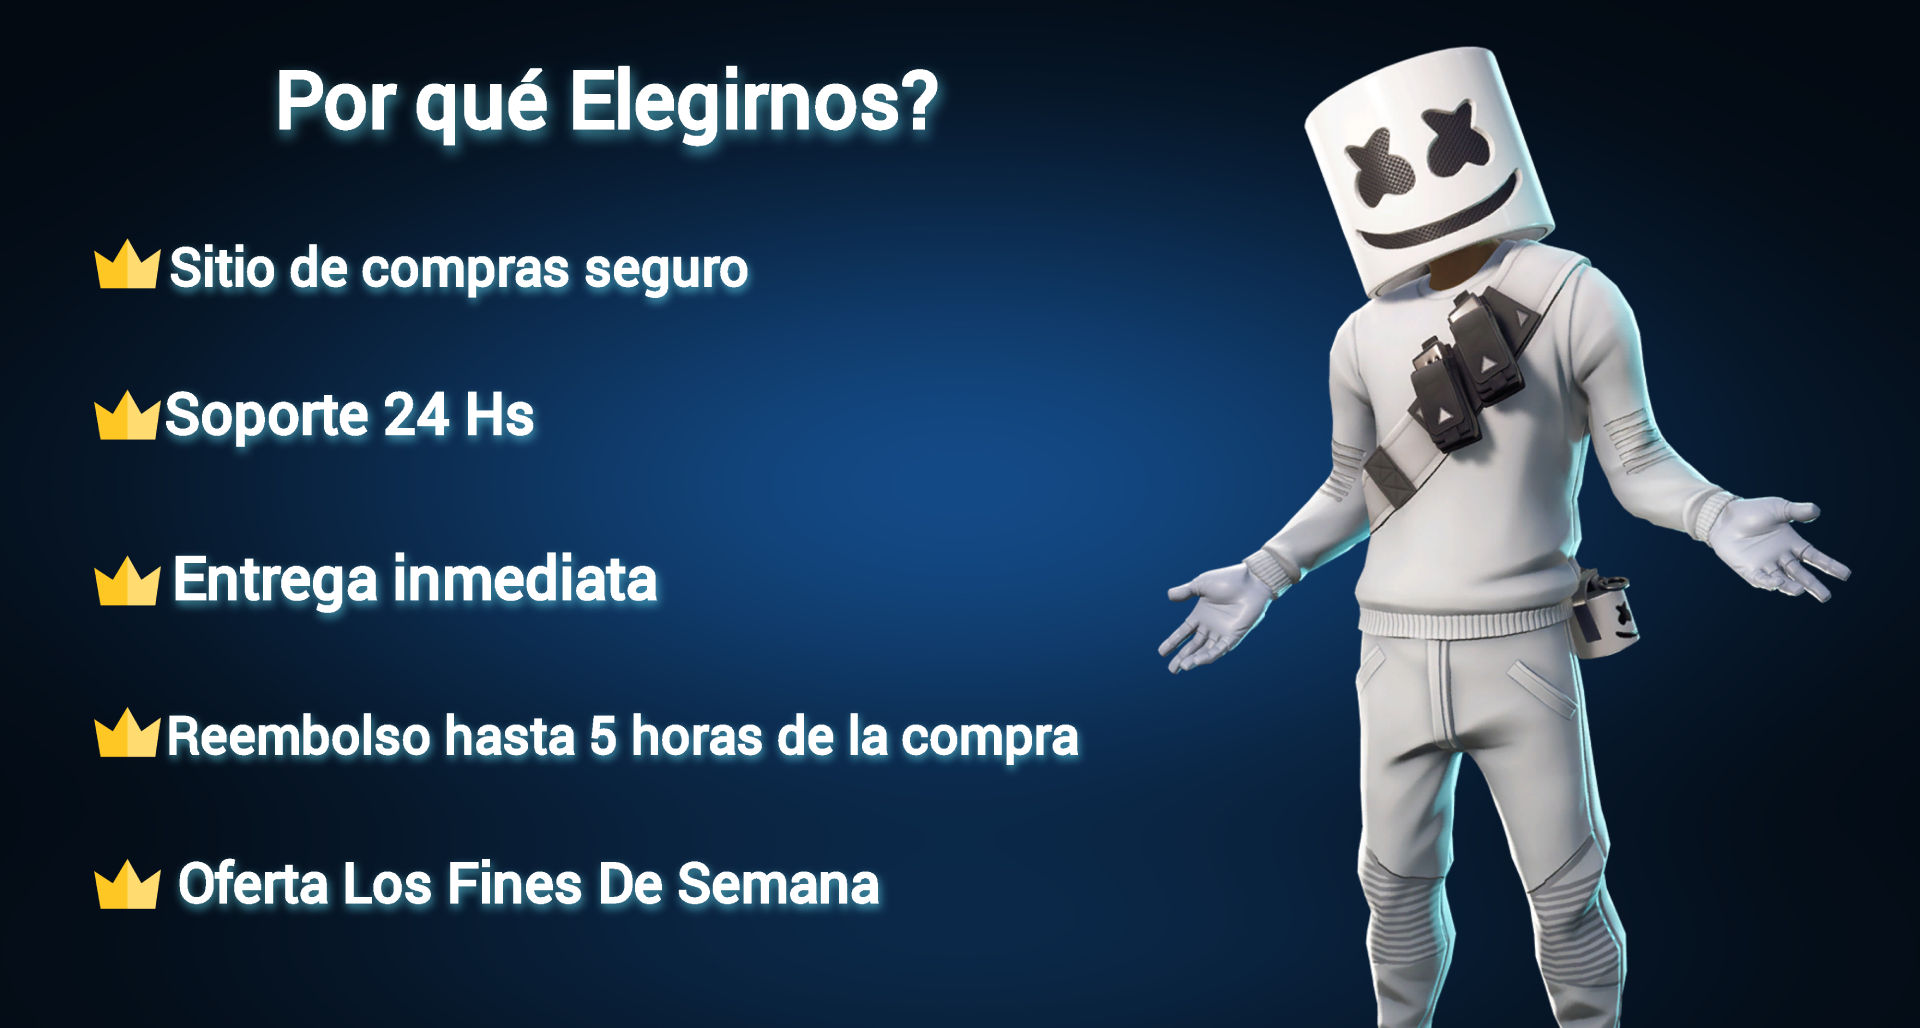 Por qué Elegirnos?
Sitio de compras seguro
Soporte 24 Hs
Entrega inmediata
Reembolso hasta 5 horas de la compra
Oferta Los Fines De Semana